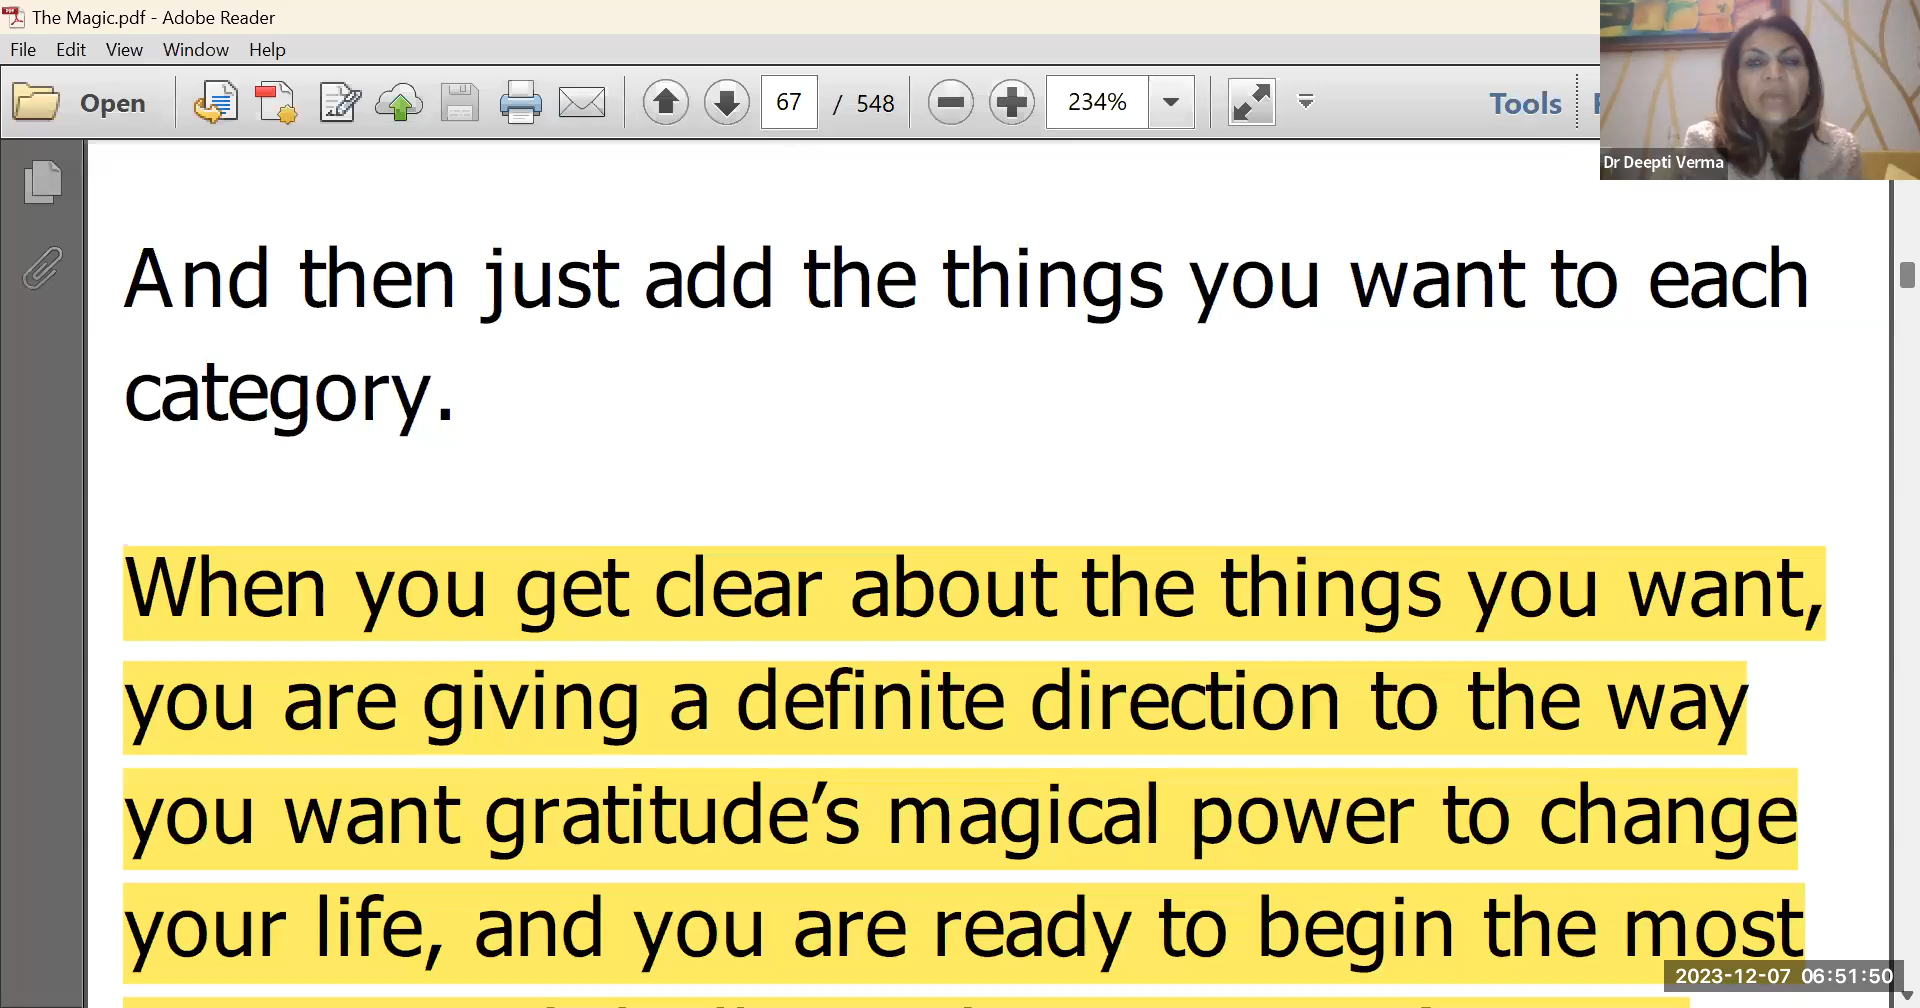 The Magic.pdf - Adobe Reader
File Edit View Window Help
Open 67 / 548 234% Tools
Dr Deepti Verma
And then just add the things you want to each
category.
When you get clear about the things you want,
you are giving a definite direction to the way
you want gratitude’s magical power to change
your life, and you are ready to begin the most
2023-12-07 06:51:50